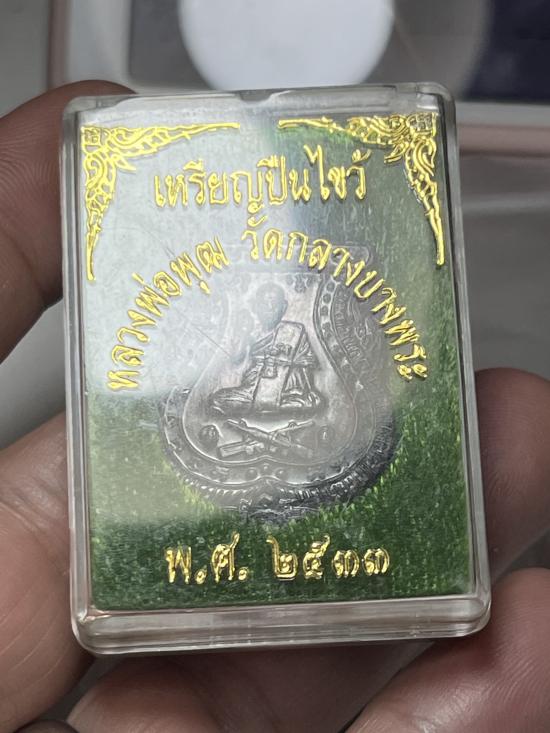 เหรียญปืนไขว้
หลวงพ่อพุฒ วัดกลางบางพระ
พ.ศ. ๒๕๓๓